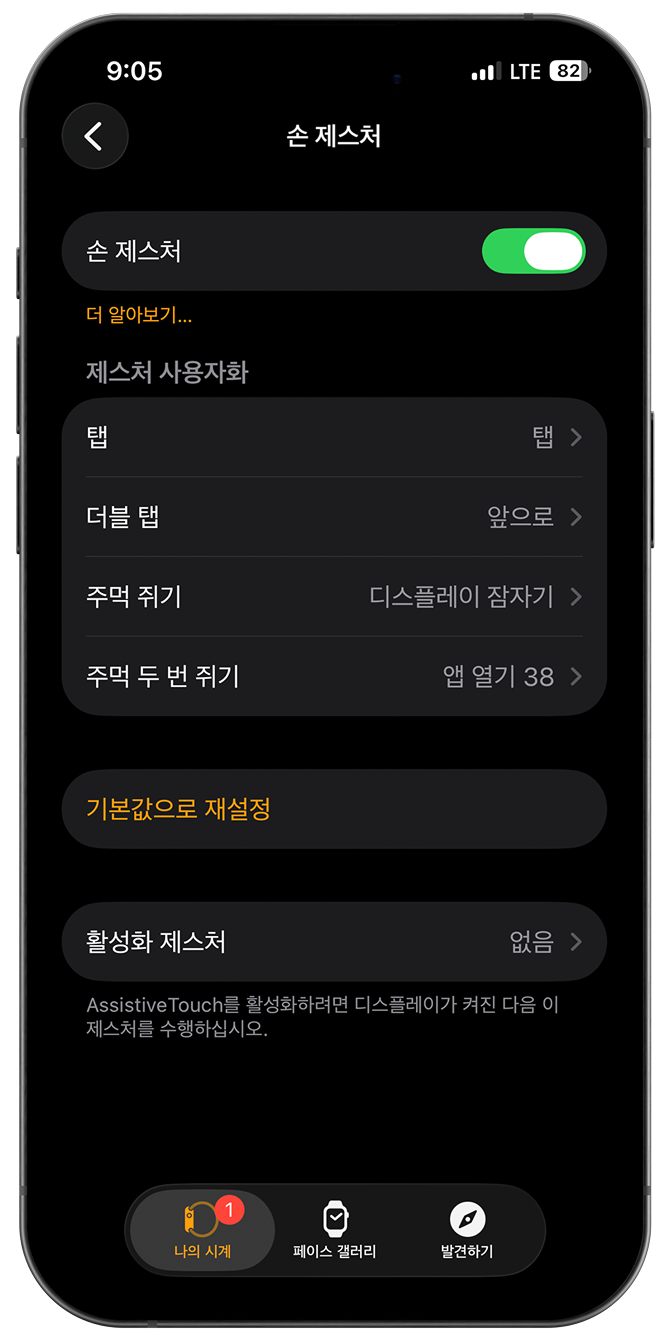 9:05
LTE 82
손 제스처
손 제스처
더 알아보기...
제스처 사용자화
탭 탭
더블 탭 앞으로
주먹 쥐기 디스플레이 잠자기
주먹 두 번 쥐기 앱 열기 38
기본값으로 재설정
활성화 제스처 없음
AssistiveTouch를 활성화하려면 디스플레이가 켜진 다음 이
제스처를 수행하십시오.
1
나의 시계 페이스 갤러리 발견하기